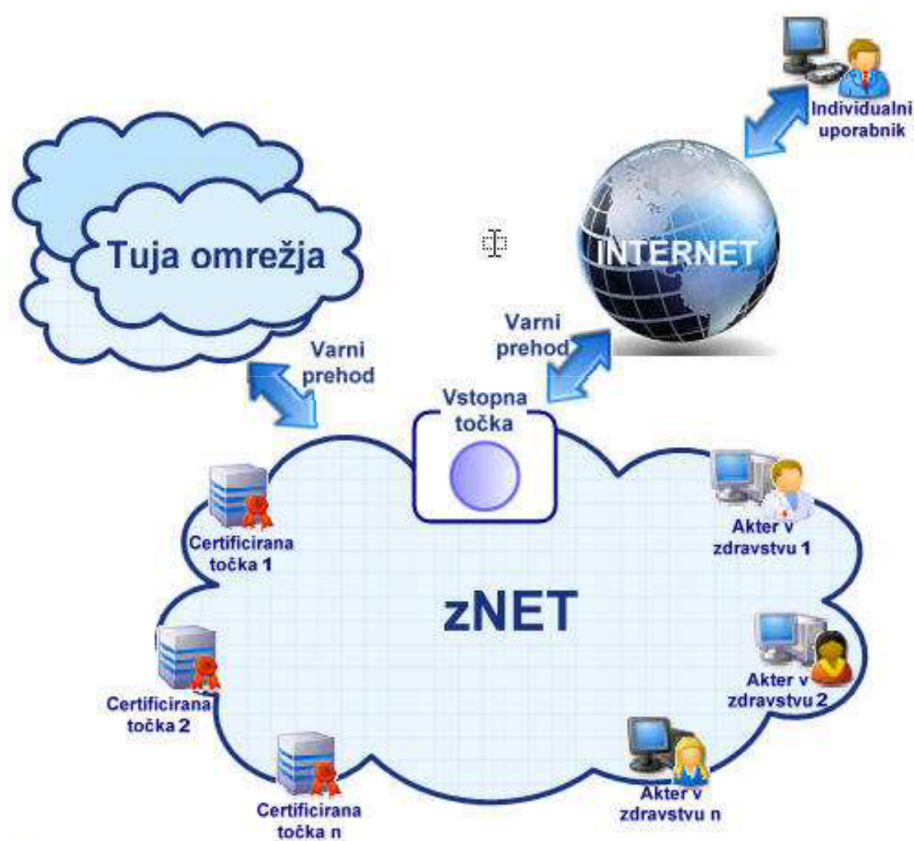 Individualni
uporabnik
Tuja omrežja
INTERNET
Varni
prehod
Varni
prehod
Vstopna
točka
Certificirana
točka 1
Akter v
zdravstvu 1
zNET
Certificirana
točka 2
Akter v
zdravstvu 2
Certificirana
točka n
Akter v
zdravstvu n